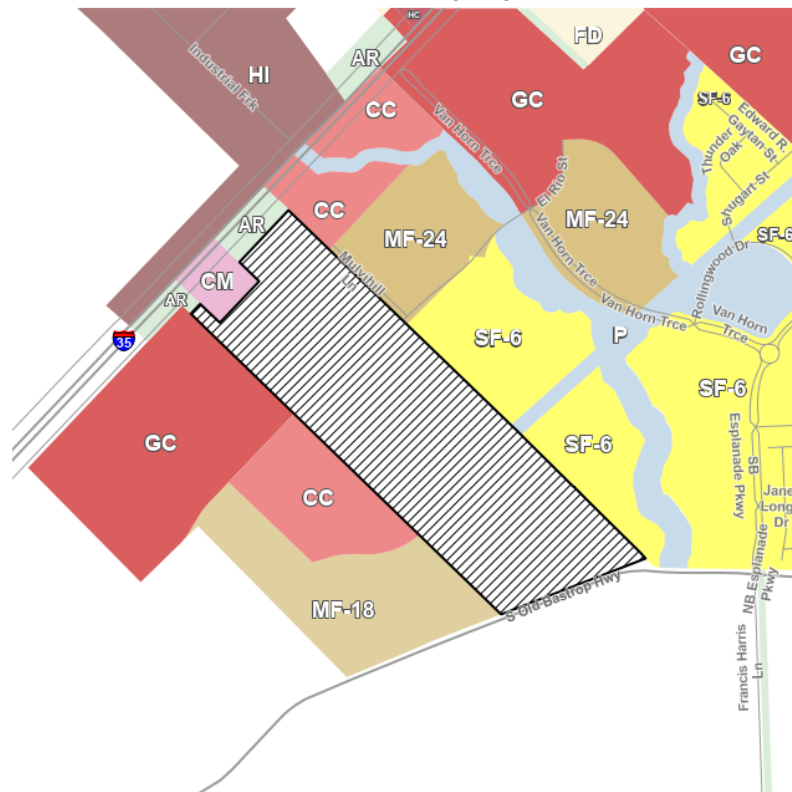 HC
AR
FD
GC
HI
Industrial Frk
GC
SF-6
Edward R.
Gaytan St
Thunder
Oak
CC
Van Horn Trce
El Rio St
Shugart St
CC
MF-24
MF-24
SF-6
AR
Van Horn Trce
Rollingwood Dr
Mulvihill
Ln
CM
AR
Van Horn Trce
Van Horn
Trce
35
SF-6
P
SF-6
GC
SF-6
Esplanade Pkwy
SB
CC
Jane
Long
Dr
MF-18
S Old Bastrop Hwy
NB Esplanade
Pkwy
Francis Harris
Ln